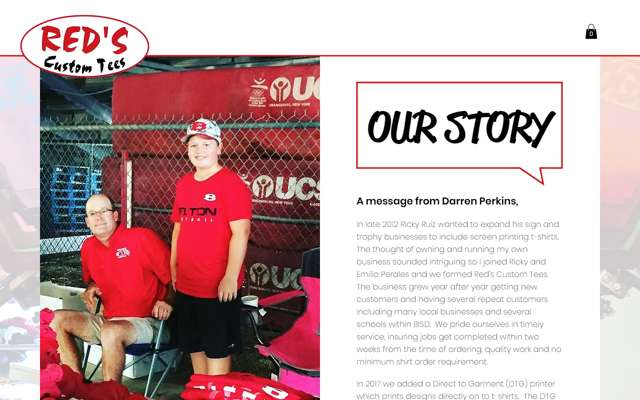 RED'S
Custom Tees
0
UCS
ORANGEBURG, NEW YORK
B
UCS
TON
B
UCS
OUR STORY
A message from Darren Perkins,
In late 2012 Ricky Ruiz wanted to expand his sign and
trophy businesses to include screen printing t-shirts.
The thought of owning and running my own
business sounded intriguing so I joined Ricky and
Emilio Perales and we formed Red's Custom Tees.
The business grew year after year getting new
customers and having several repeat customers
including many local businesses and several
schools within BISD. We pride ourselves in timely
service, insuring jobs get completed within two
weeks from the time of ordering, quality work and no
minimum shirt order requirement.
In 2017 we added a Direct to Garment (DTG) printer
which prints designs directly on to t-shirts. The DTG